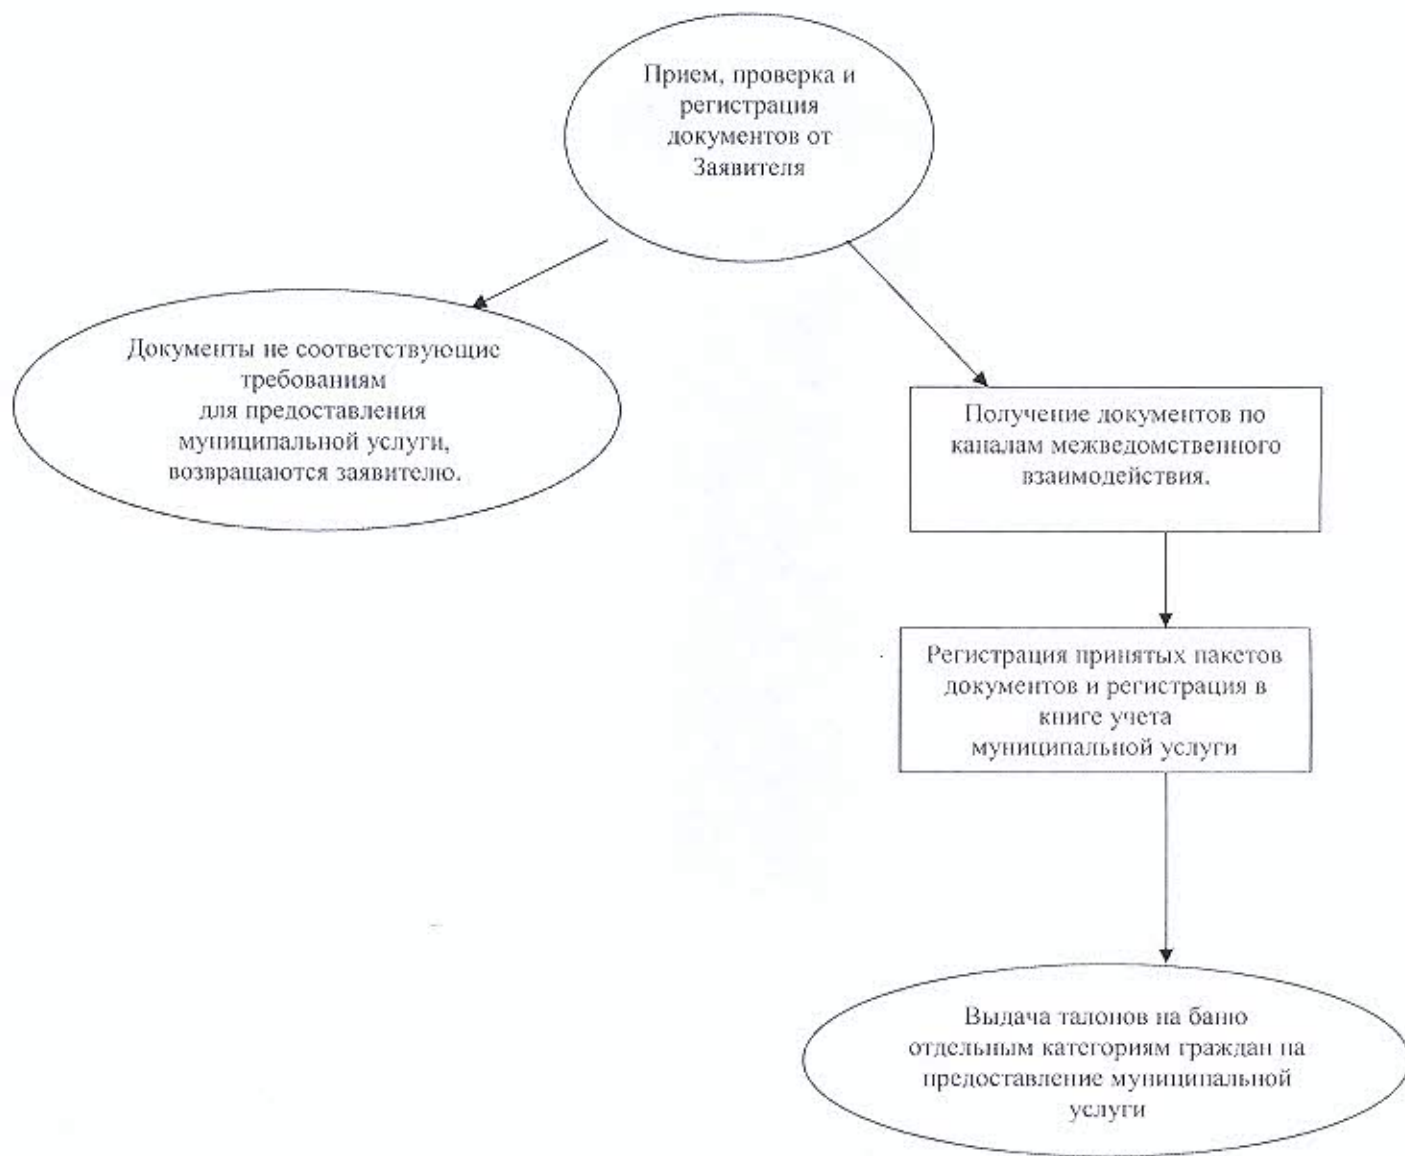 Прием, проверка и
регистрация
документов от
Заявителя
Документы не соответствующие
требованиям
для предоставления
муниципальной услуги,
возвращаются заявителю.
Получение документов по
каналам межведомственного
взаимодействия.
Регистрация принятых пакетов
документов и регистрация в
книге учета
муниципальной услуги
Выдача талонов на баню
отдельным категориям граждан на
предоставление муниципальной
услуги